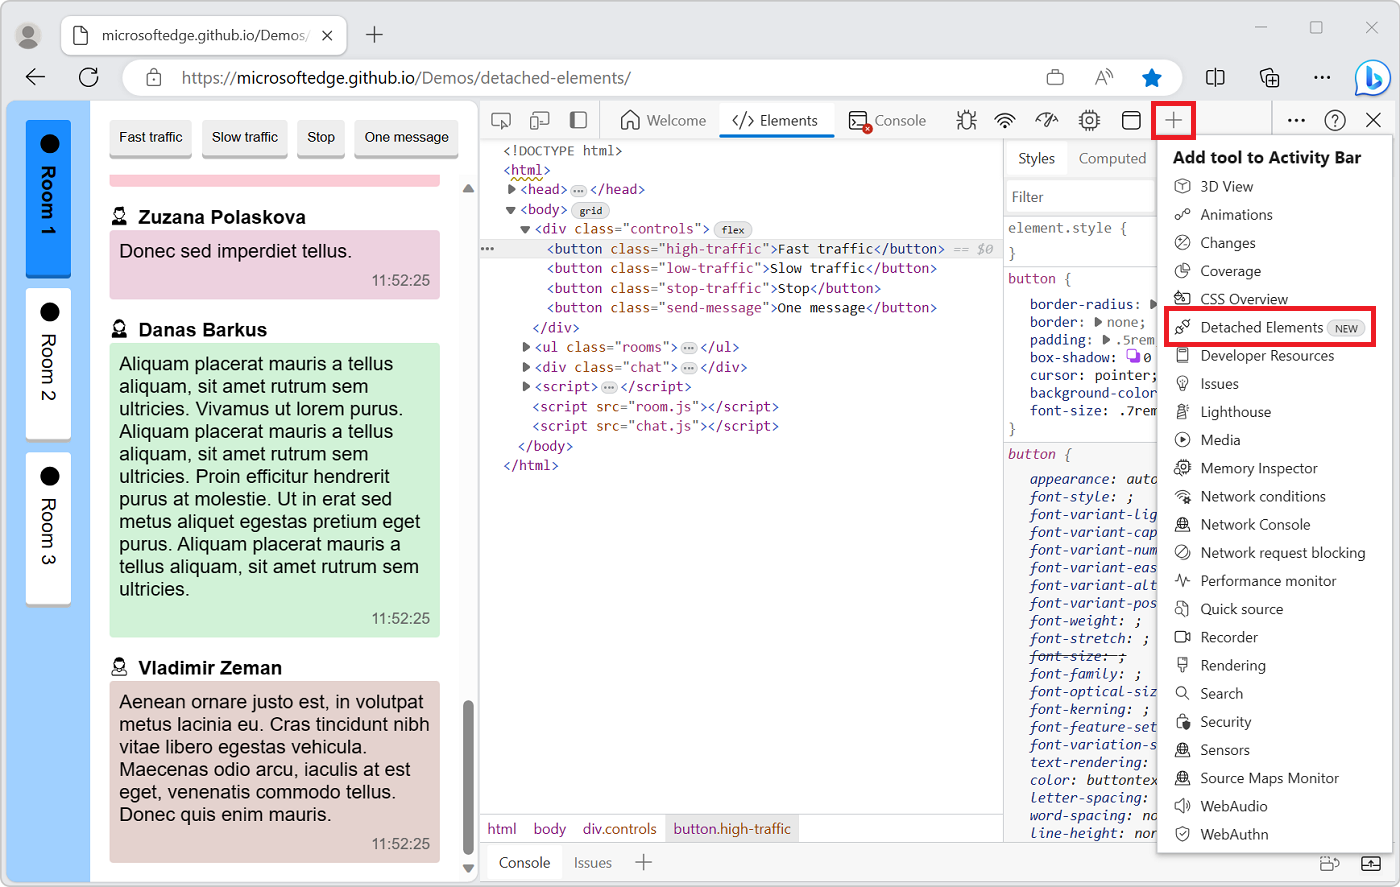 microsoftedge.github.io/Demos/
https://microsoftedge.github.io/Demos/detached-elements/
Room 1
Room 2
Room 3
Fast traffic
Slow traffic
Stop
One message
Zuzana Polaskova
Donec sed imperdiet tellus.
11:52:25
Danas Barkus
Aliquam placerat mauris a tellus
aliquam, sit amet rutrum sem
ultricies. Vivamus ut lorem purus.
Aliquam placerat mauris a tellus
aliquam, sit amet rutrum sem
ultricies. Proin efficitur hendrerit
purus at molestie. Ut in erat sed
metus aliquet egestas pretium eget
purus. Aliquam placerat mauris a
tellus aliquam, sit amet rutrum sem
ultricies.
11:52:25
Vladimir Zeman
Aenean ornare justo est, in volutpat
metus lacinia eu. Cras tincidunt nibh
vitae libero egestas vehicula.
Maecenas odio arcu, iaculis at est
eget, venenatis commodo tellus.
Donec quis enim mauris.
11:52:25
Welcome
</> Elements
Console
<!DOCTYPE html>
<html>
<head> … </head>
<body> grid
<div class="controls"> flex
<button class="high-traffic">Fast traffic</button> == $0
<button class="low-traffic">Slow traffic</button>
<button class="stop-traffic">Stop</button>
<button class="send-message">One message</button>
</div>
<ul class="rooms"> … </ul>
<div class="chat"> … </div>
<script> … </script>
<script src="room.js"></script>
<script src="chat.js"></script>
</body>
</html>
html
body
div.controls
button.high-traffic
Console
Issues
Styles
Computed
Filter
element.style {
}
button {
border-radius:
border: none;
padding: .5rem
box-shadow: 0
cursor: pointer;
background-color
font-size: .7rem
}
button {
appearance: auto
font-style: ;
font-variant-lig
font-variant-cap
font-variant-num
font-variant-eas
font-variant-alt
font-variant-pos
font-weight: ;
font-stretch: ;
font-size: ;
font-family: ;
font-optical-siz
font-kerning: ;
font-feature-set
font-variation-s
text-rendering:
color: buttontex
letter-spacing:
word-spacing: no
line-height: nor
Add tool to Activity Bar
3D View
Animations
Changes
Coverage
CSS Overview
Detached Elements NEW
Developer Resources
Issues
Lighthouse
Media
Memory Inspector
Network conditions
Network Console
Network request blocking
Performance monitor
Quick source
Recorder
Rendering
Search
Security
Sensors
Source Maps Monitor
WebAudio
WebAuthn